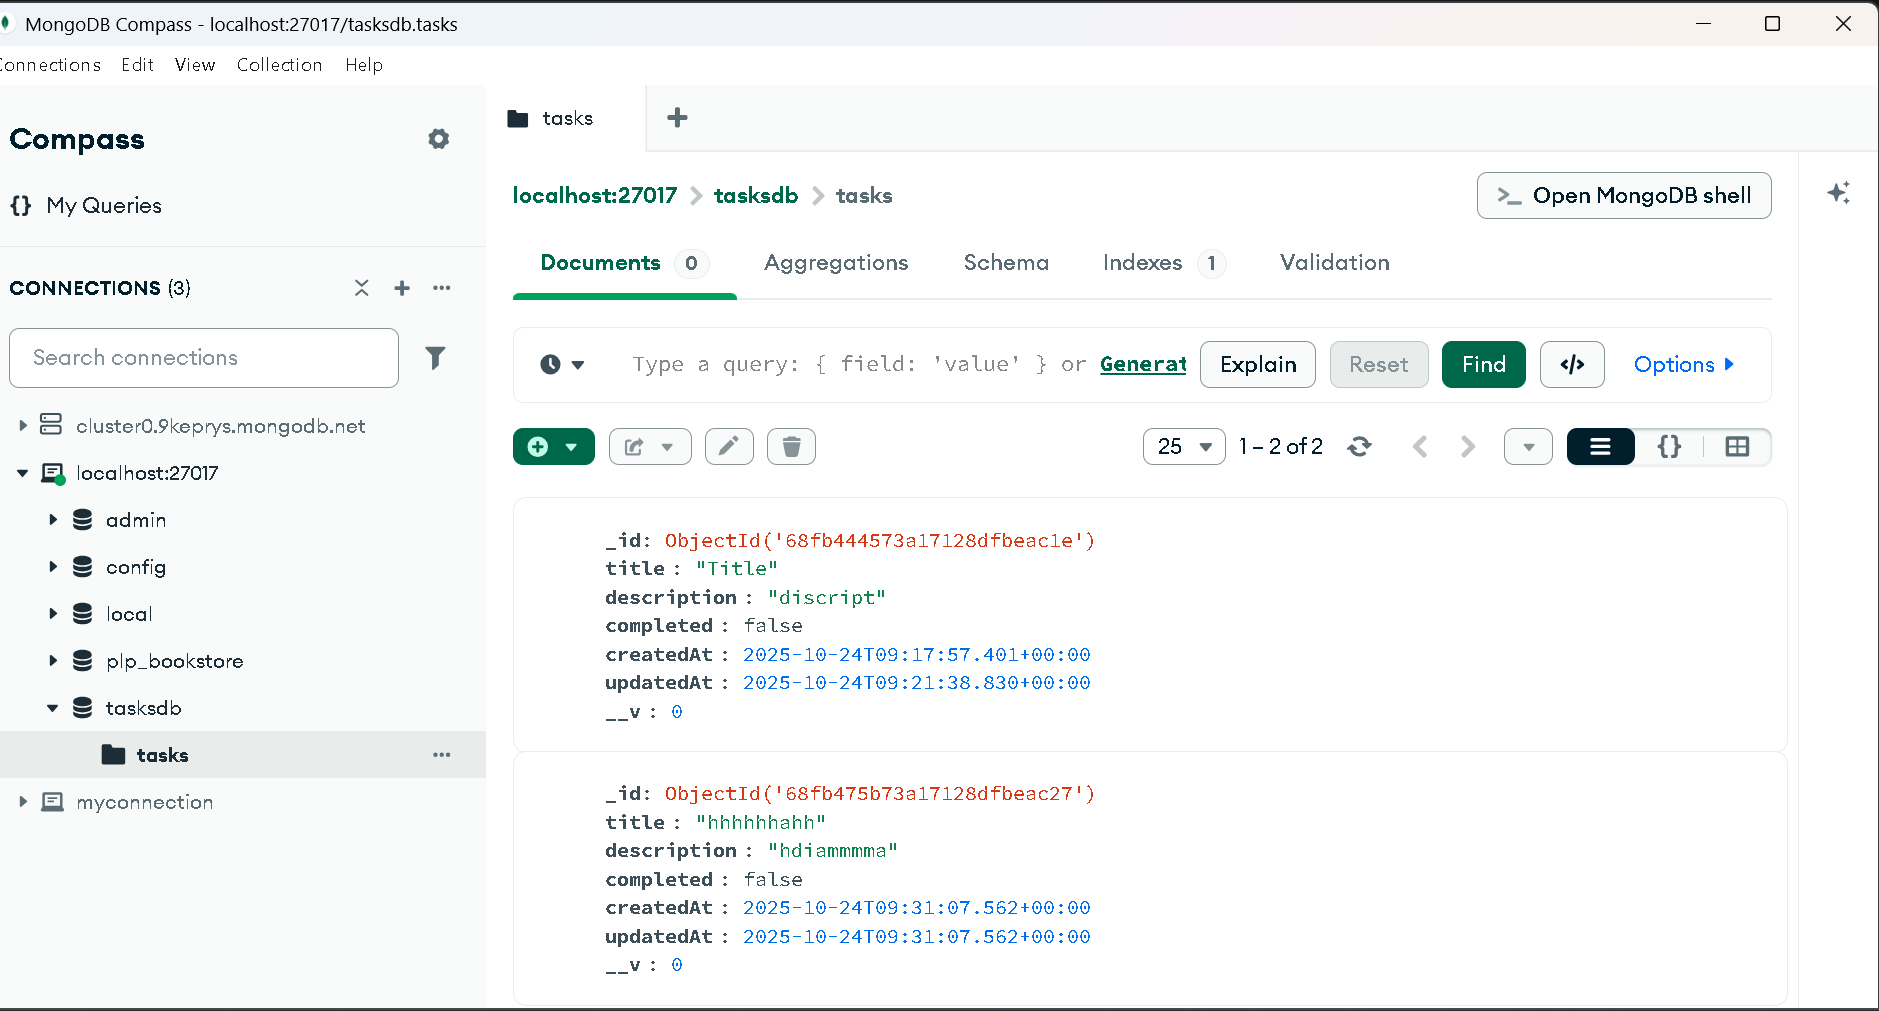 MongoDB Compass - localhost:27017/tasksdb.tasks
Connections Edit View Collection Help
Compass
My Queries
CONNECTIONS (3)
Search connections
cluster0.9keprys.mongodb.net
localhost:27017
admin
config
local
plp_bookstore
tasksdb
tasks
myconnection
tasks
localhost:27017 > tasksdb > tasks
>_ Open MongoDB shell
Documents 0 Aggregations Schema Indexes 1 Validation
Type a query: { field: 'value' } or Generat Explain Reset Find </> Options
25 1 – 2 of 2 {}
_id: ObjectId('68fb444573a17128dfbeac1e')
title : "Title"
description : "discript"
completed : false
createdAt : 2025-10-24T09:17:57.401+00:00
updatedAt : 2025-10-24T09:21:38.830+00:00
__v : 0
_id: ObjectId('68fb475b73a17128dfbeac27')
title : "hhhhhhahh"
description : "hdiammmma"
completed : false
createdAt : 2025-10-24T09:31:07.562+00:00
updatedAt : 2025-10-24T09:31:07.562+00:00
__v : 0